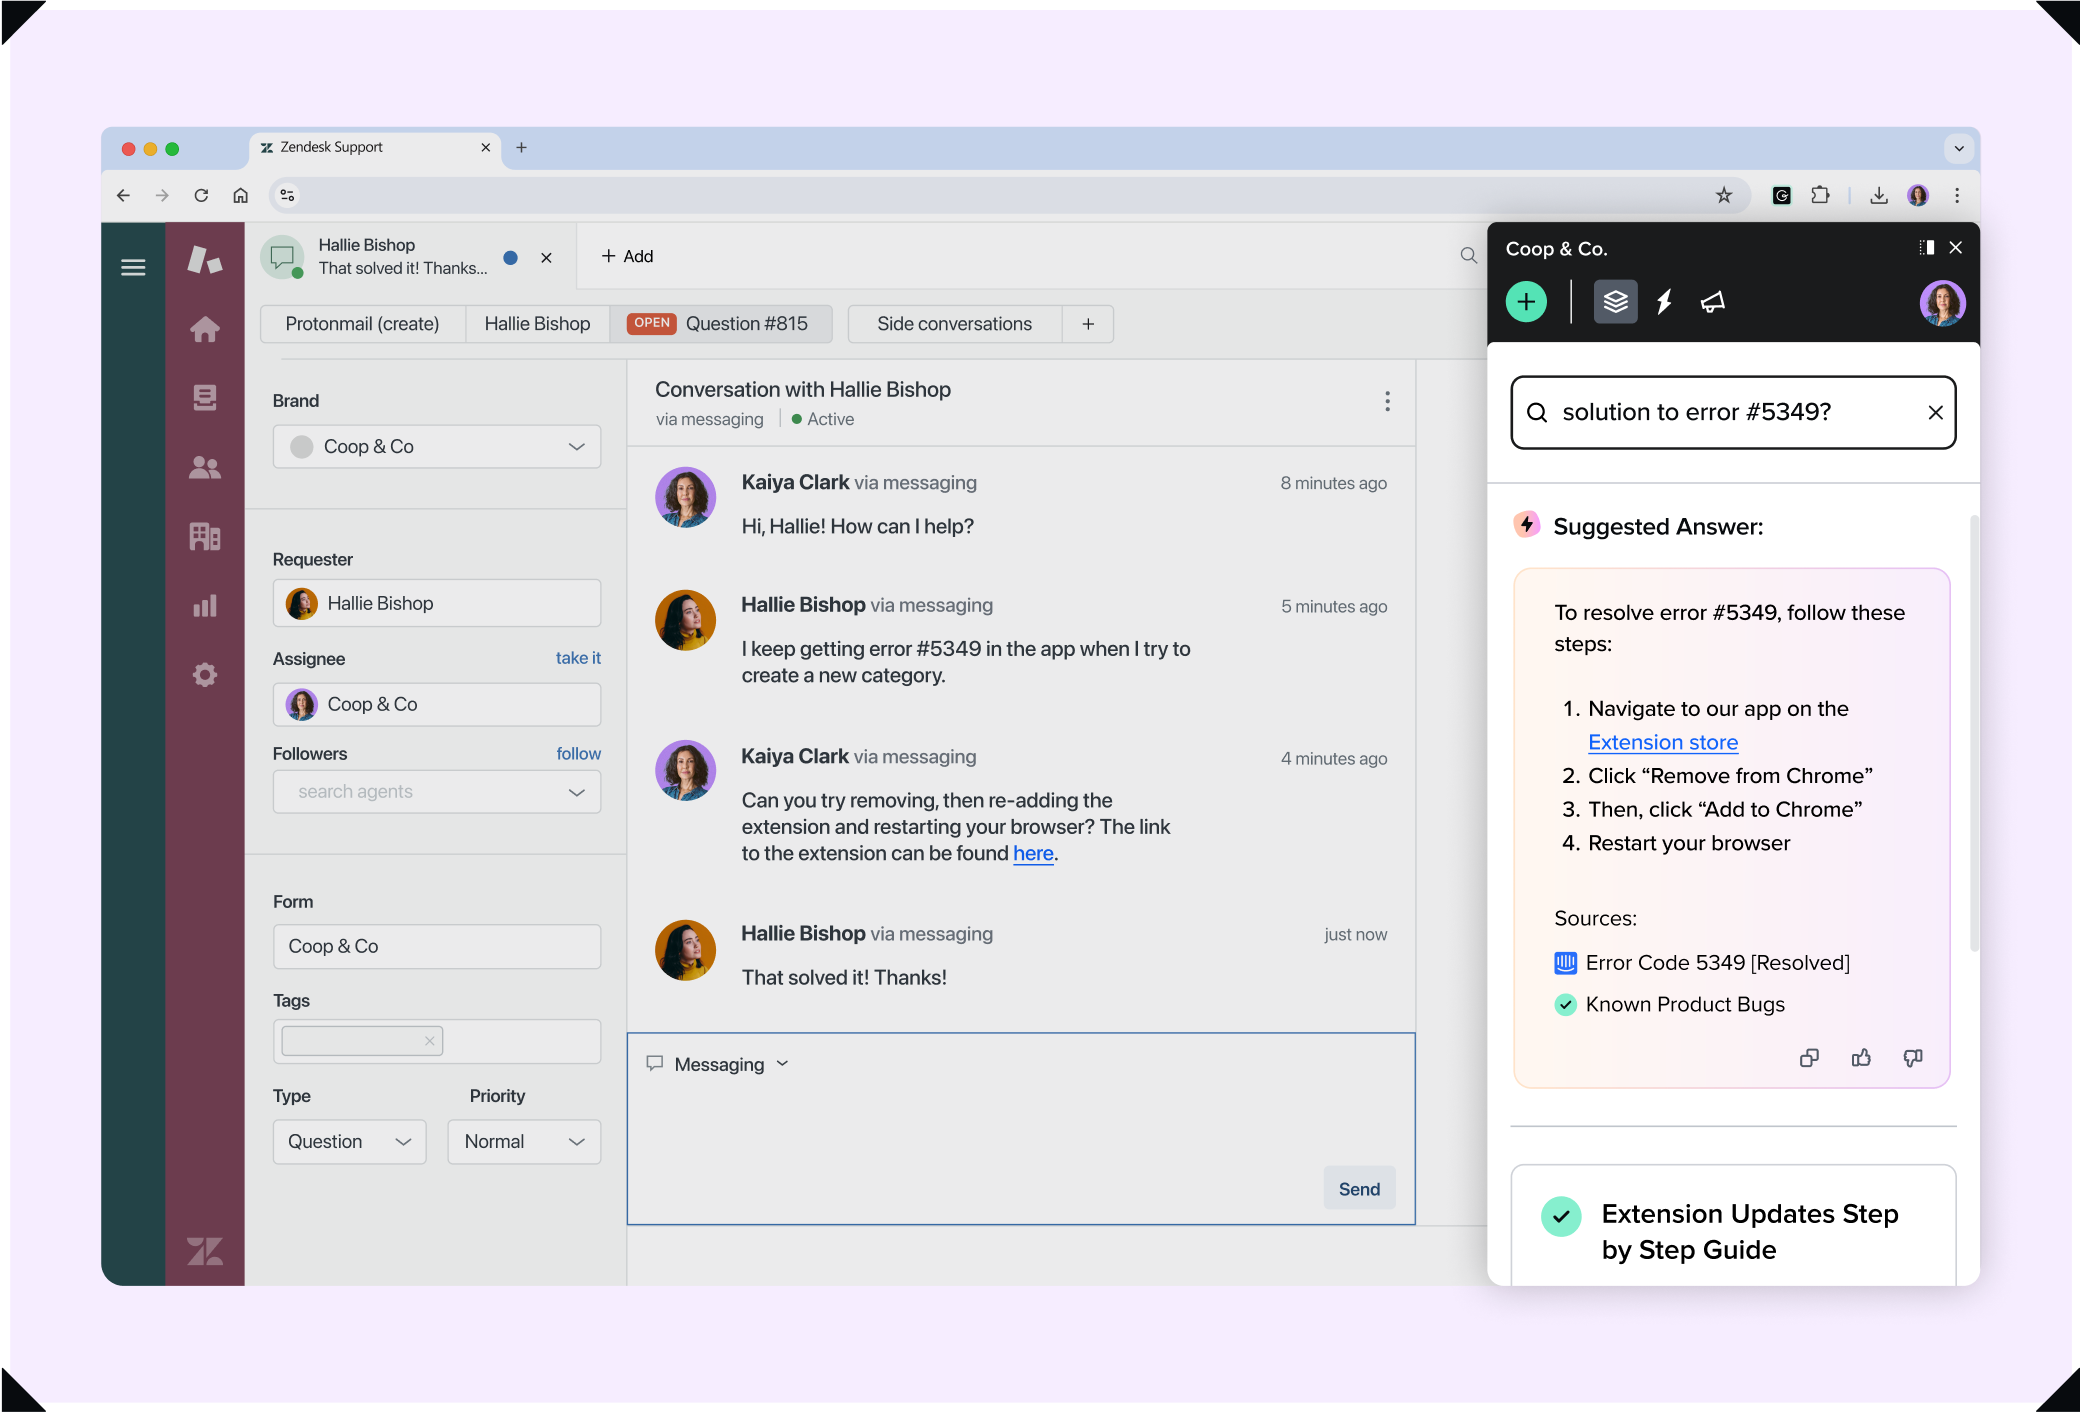 Zendesk Support
Hallie Bishop
That solved it! Thanks...
Add
Protonmail (create)
Hallie Bishop
OPEN
Question #815
Side conversations
Brand
Coop & Co
Requester
Hallie Bishop
Assignee
take it
Coop & Co
Followers
follow
search agents
Form
Coop & Co
Tags
Type
Priority
Question
Normal
Conversation with Hallie Bishop
via messaging
Active
Kaiya Clark via messaging
8 minutes ago
Hi, Hallie! How can I help?
Hallie Bishop via messaging
5 minutes ago
I keep getting error #5349 in the app when I try to
create a new category.
Kaiya Clark via messaging
4 minutes ago
Can you try removing, then re-adding the
extension and restarting your browser? The link
to the extension can be found here.
Hallie Bishop via messaging
just now
That solved it! Thanks!
Messaging
Send
Coop & Co.
solution to error #5349?
Suggested Answer:
To resolve error #5349, follow these
steps:
1. Navigate to our app on the
Extension store
2. Click “Remove from Chrome”
3. Then, click “Add to Chrome”
4. Restart your browser
Sources:
Error Code 5349 [Resolved]
Known Product Bugs
Extension Updates Step
by Step Guide